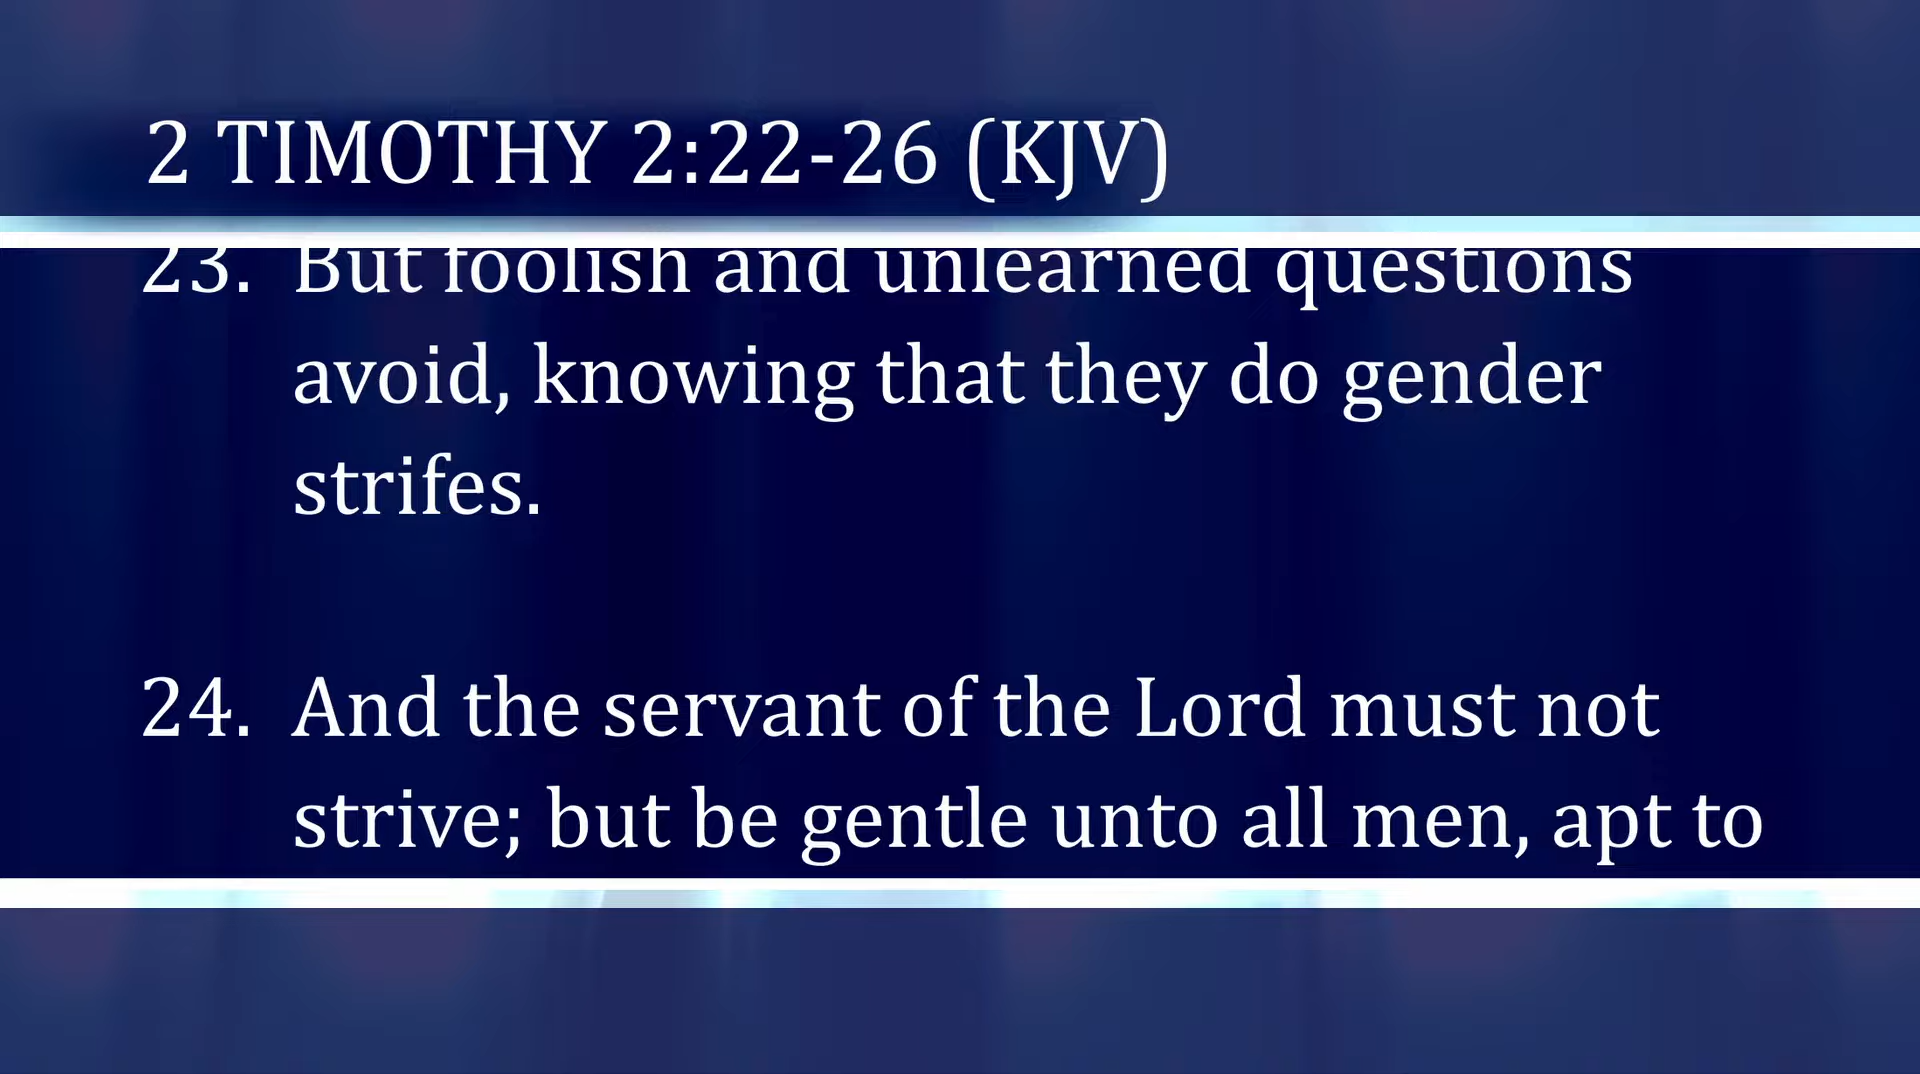 2 TIMOTHY 2:22-26 (KJV)
23. But foolish and unlearned questions
avoid, knowing that they do gender
strifes.
24. And the servant of the Lord must not
strive; but be gentle unto all men, apt to